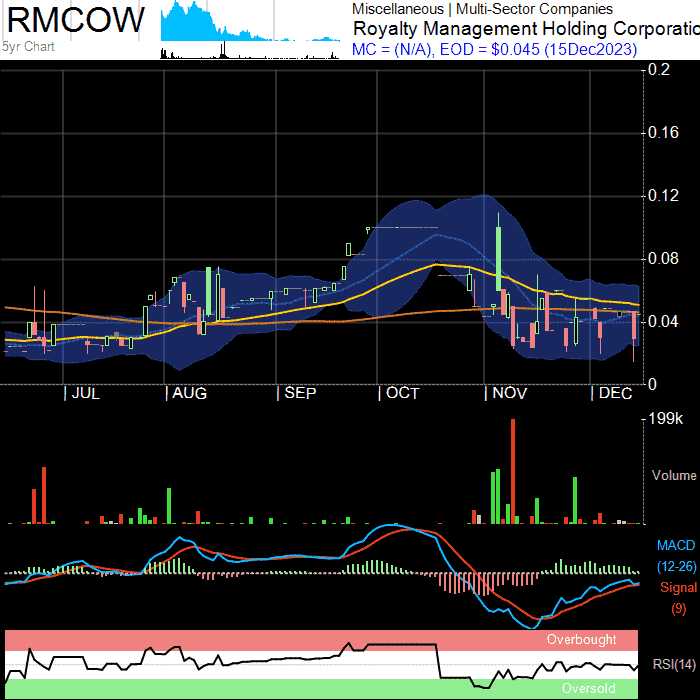 RMCOW
5yr Chart
Miscellaneous | Multi-Sector Companies
Royalty Management Holding Corporatio
MC = (N/A), EOD = $0.045 (15Dec2023)
0.2
0.16
0.12
0.08
0.04
0
JUL
AUG
SEP
OCT
NOV
DEC
199k
Volume
MACD
(12-26)
Signal
(9)
Overbought
RSI(14)
Oversold